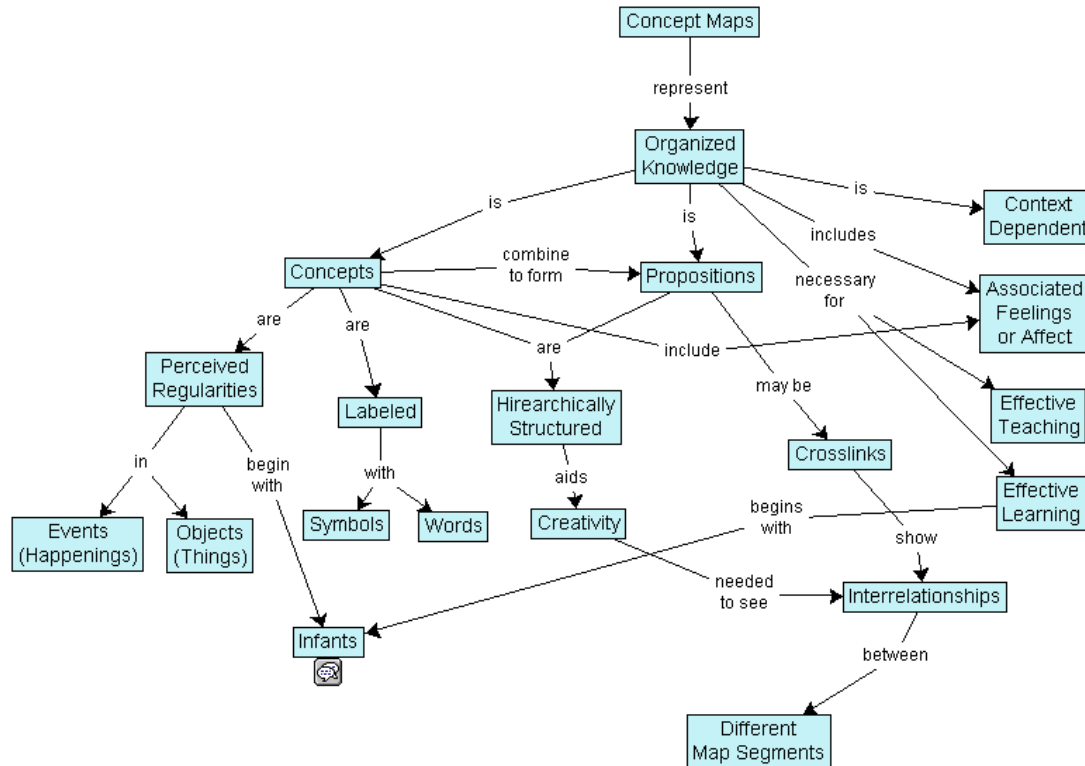 Concept Maps
represent
Organized
Knowledge
is
is
is
Context
Dependent
includes
combine
to form
Concepts
Propositions
necessary
for
Associated
Feelings
or Affect
are
are
are
include
Perceived
Regularities
may be
Labeled
Hirearchically
Structured
Effective
Teaching
Crosslinks
in
begin
with
with
aids
Effective
Learning
begins
with
Events
(Happenings)
Objects
(Things)
Symbols
Words
Creativity
show
needed
to see
Interrelationships
Infants
between
Different
Map Segments